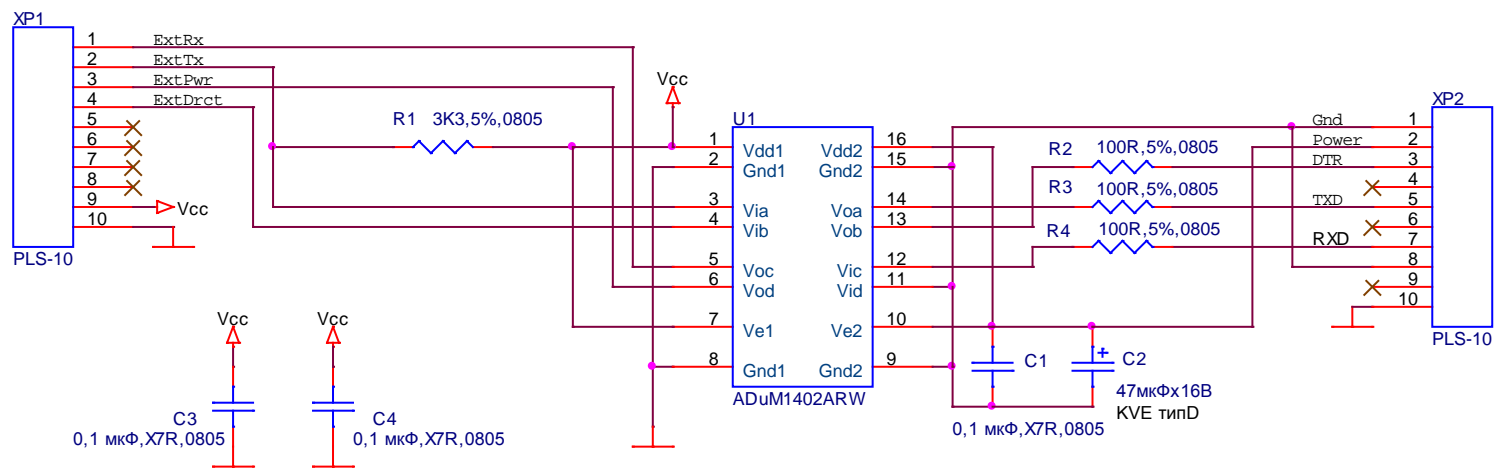 XP1
1 ExtRx
2 ExtTx
3 ExtPwr
4 ExtDrct
5
6
7
8
9 Vcc
10
PLS-10
R1 3K3,5%,0805
Vcc
U1
1 Vdd1 Vdd2 16
2 Gnd1 Gnd2 15
3 Via Voa 14
4 Vib Vob 13
5 Voc Vic 12
6 Vod Vid 11
7 Ve1 Ve2 10
8 Gnd1 Gnd2 9
ADuM1402ARW
R2 100R,5%,0805
R3 100R,5%,0805
R4 100R,5%,0805
XP2
Gnd 1
Power 2
DTR 3
4
TXD 5
6
RXD 7
8
9
10
PLS-10
Vcc
C3
0,1 мкФ,X7R,0805
Vcc
C4
0,1 мкФ,X7R,0805
C1
0,1 мкФ,X7R,0805
+ C2
47мкФx16В
KVE типD